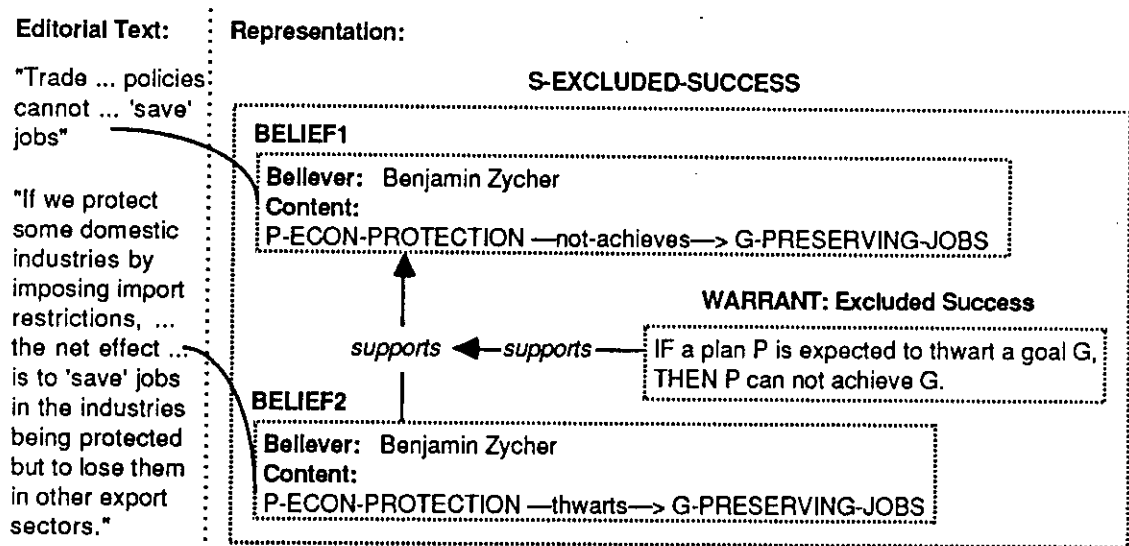 Editorial Text:
"Trade ... policies
cannot ... 'save'
jobs"
"If we protect
some domestic
industries by
imposing import
restrictions, ...
the net effect ...
is to 'save' jobs
in the industries
being protected
but to lose them
in other export
sectors."
Representation:
S-EXCLUDED-SUCCESS
BELIEF1
Believer: Benjamin Zycher
Content:
P-ECON-PROTECTION —not-achieves—> G-PRESERVING-JOBS
WARRANT: Excluded Success
supports
supports
IF a plan P is expected to thwart a goal G,
THEN P can not achieve G.
BELIEF2
Believer: Benjamin Zycher
Content:
P-ECON-PROTECTION —thwarts—> G-PRESERVING-JOBS